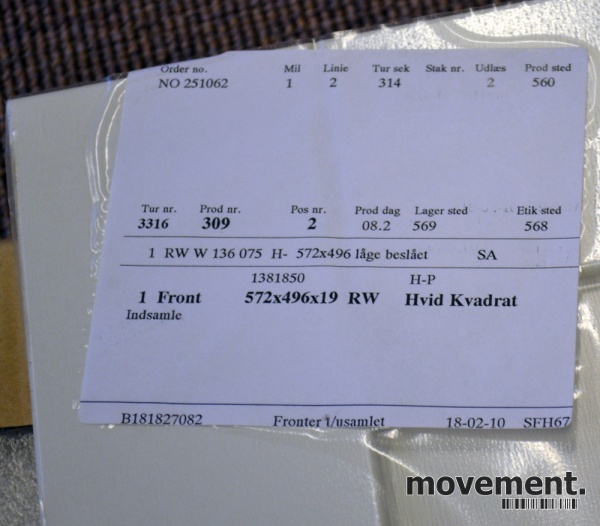 Order no. Mil Linie Tur sek Stak nr. Udlæs Prod sted
NO 251062 1 2 314 2 560
Tur nr. Prod nr. Pos nr. Prod dag Lager sted Etik sted
3316 309 2 08.2 569 568
1 RW W 136 075 H- 572x496 låge beslået SA
1381850 H-P
1 Front 572x496x19 RW Hvid Kvadrat
Indsamle
B181827082 Fronter t/usamlet 18-02-10 SFH67
movement.